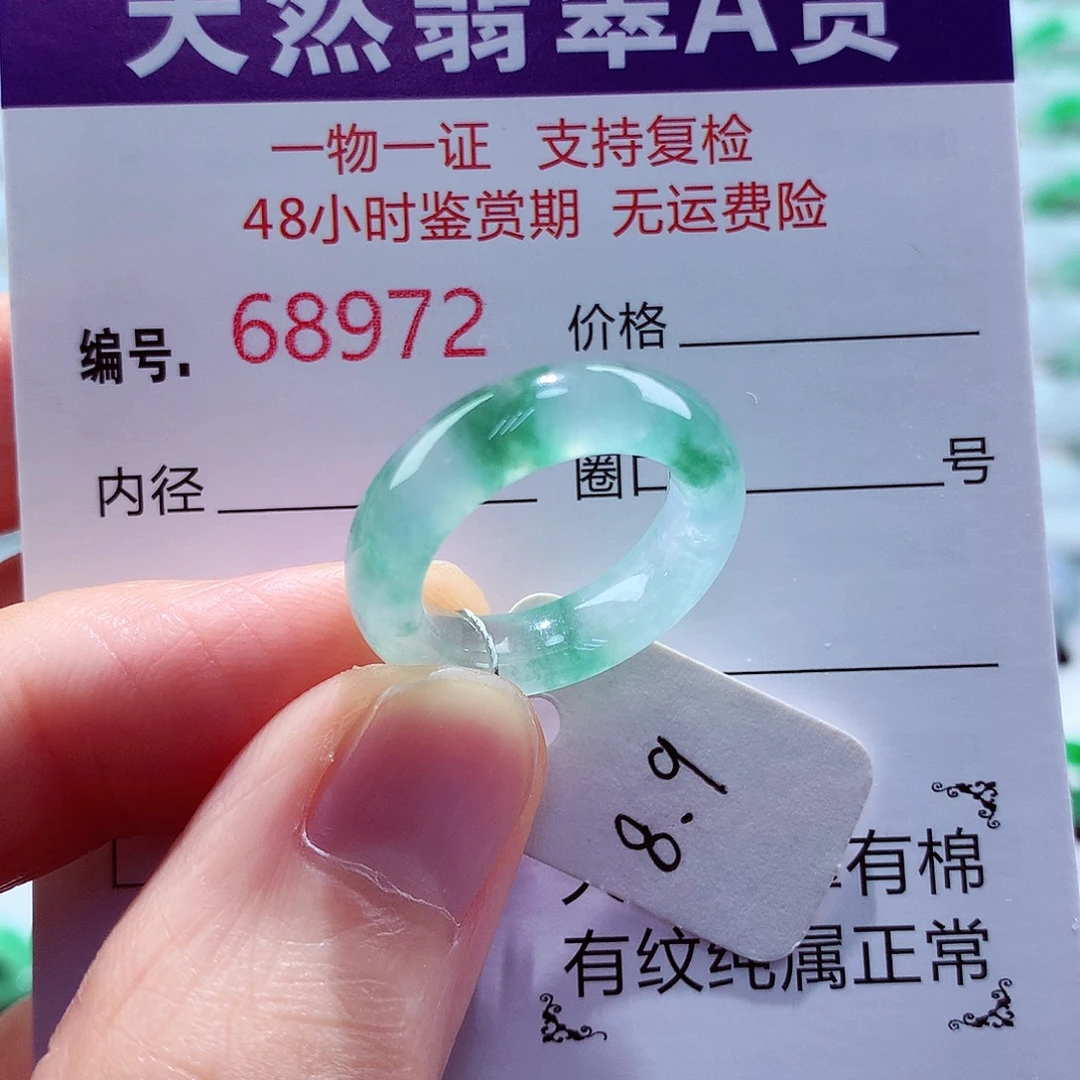 天然翡翠A货
一物一证 支持复检
48小时鉴赏期 无运费险
编号. 68972 价格
内径 圈口 号
8.9
有棉
有纹纯属正常